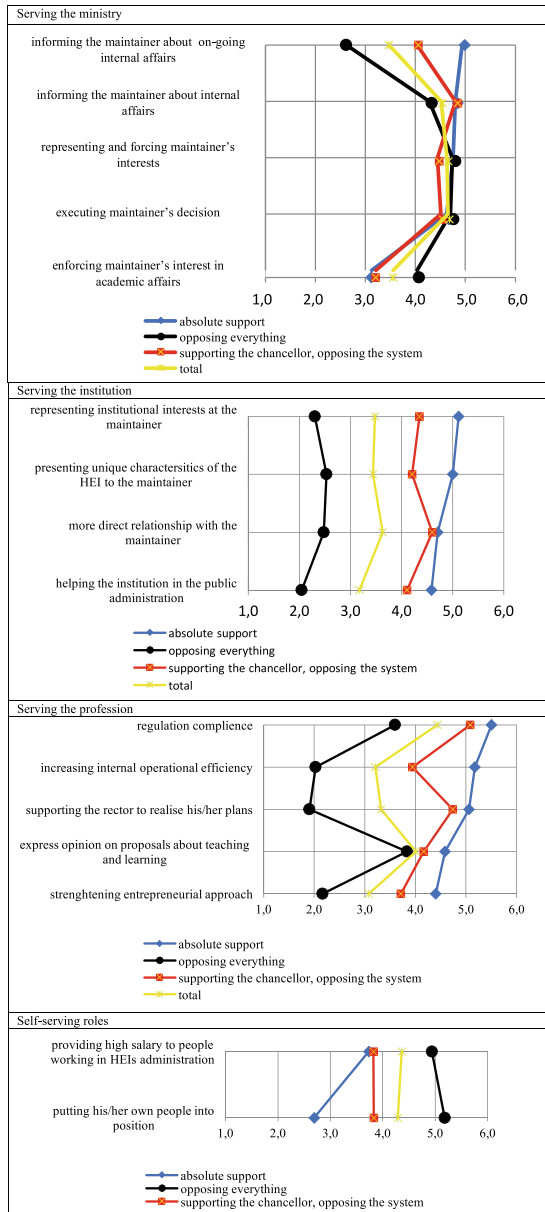 Serving the ministry
informing the maintainer about on-going
internal affairs
informing the maintainer about internal
affairs
representing and forcing maintainer's
interests
executing maintainer's decision
enforcing maintainer's interest in
academic affairs
1,0 2,0 3,0 4,0 5,0 6,0
absolute support
opposing everything
supporting the chancellor, opposing the system
total
Serving the institution
representing institutional interests at the
maintainer
presenting unique charactersitics of the
HEI to the maintainer
more direct relationship with the
maintainer
helping the institution in the public
administration
1,0 2,0 3,0 4,0 5,0 6,0
absolute support
opposing everything
supporting the chancellor, opposing the system
total
Serving the profession
regulation complience
increasing internal operational efficiency
supporting the rector to realise his/her plans
express opinion on proposals about teaching
and learning
strenghtening entrepreneurial approach
1,0 2,0 3,0 4,0 5,0 6,0
absolute support
opposing everything
supporting the chancellor, opposing the system
total
Self-serving roles
providing high salary to people
working in HEIs administration
putting his/her own people into
position
1,0 2,0 3,0 4,0 5,0 6,0
absolute support
opposing everything
supporting the chancellor, opposing the system